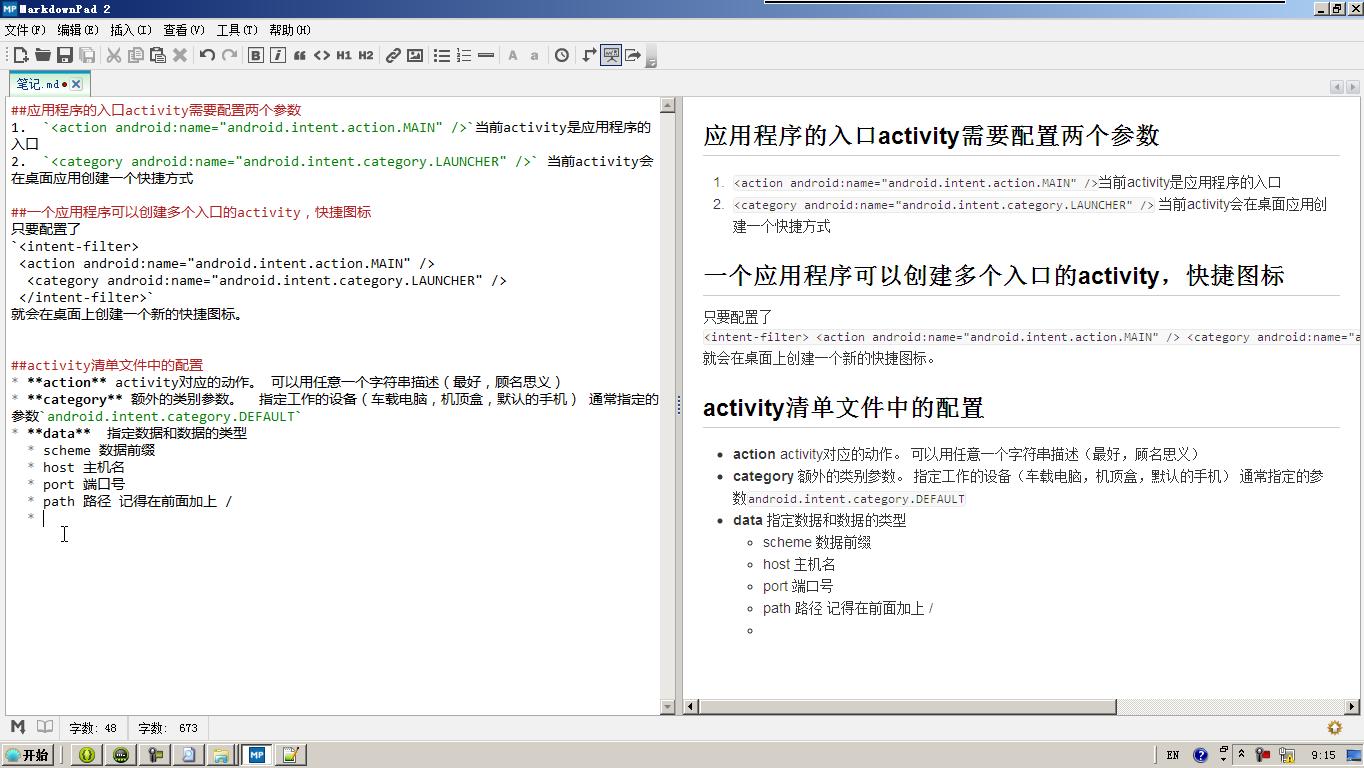 MarkdownPad 2
文件(F) 编辑(E) 插入(I) 查看(V) 工具(T) 帮助(H)
B i H1 H2 A a
笔记.md
##应用程序的入口activity需要配置两个参数
1.  `<action android:name="android.intent.action.MAIN" />`当前activity是应用程序的
入口
2.  `<category android:name="android.intent.category.LAUNCHER" />` 当前activity会
在桌面应用创建一个快捷方式
##一个应用程序可以创建多个入口的activity，快捷图标
只要配置了
`<intent-filter>
<action android:name="android.intent.action.MAIN" />
<category android:name="android.intent.category.LAUNCHER" />
</intent-filter>`
就会在桌面上创建一个新的快捷图标。
##activity清单文件中的配置
* **action** activity对应的动作。 可以用任意一个字符串描述（最好，顾名思义）
* **category** 额外的类别参数。  指定工作的设备（车载电脑，机顶盒，默认的手机） 通常指定的
参数`android.intent.category.DEFAULT`
* **data**  指定数据和数据的类型
* scheme 数据前缀
* host 主机名
* port 端口号
* path 路径 记得在前面加上 /
*
应用程序的入口activity需要配置两个参数
1. <action android:name="android.intent.action.MAIN" />当前activity是应用程序的入口
2. <category android:name="android.intent.category.LAUNCHER" /> 当前activity会在桌面应用创
建一个快捷方式
一个应用程序可以创建多个入口的activity，快捷图标
只要配置了
<intent-filter> <action android:name="android.intent.action.MAIN" /> <category android:name="a
就会在桌面上创建一个新的快捷图标。
activity清单文件中的配置
action activity对应的动作。 可以用任意一个字符串描述（最好，顾名思义）
category 额外的类别参数。 指定工作的设备（车载电脑，机顶盒，默认的手机） 通常指定的参
数android.intent.category.DEFAULT
data 指定数据和数据的类型
scheme 数据前缀
host 主机名
port 端口号
path 路径 记得在前面加上 /
字数: 48 字数: 673
开始 MP EN 9:15